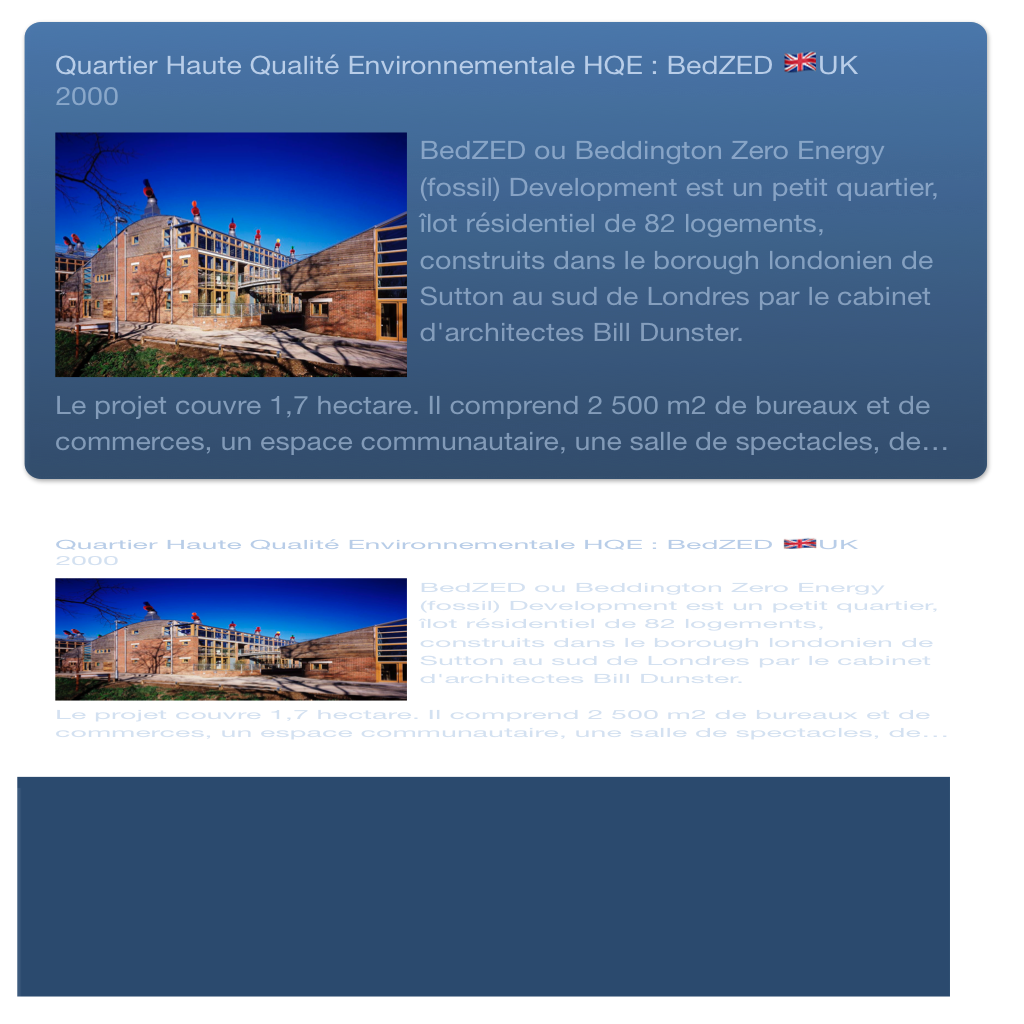 Quartier Haute Qualité Environnementale HQE : BedZED 🇬🇧UK
2000
BedZED ou Beddington Zero Energy
(fossil) Development est un petit quartier,
îlot résidentiel de 82 logements,
construits dans le borough londonien de
Sutton au sud de Londres par le cabinet
d'architectes Bill Dunster.
Le projet couvre 1,7 hectare. Il comprend 2 500 m2 de bureaux et de
commerces, un espace communautaire, une salle de spectacles, de…
Quartier Haute Qualité Environnementale HQE : BedZED 🇬🇧UK
2000
BedZED ou Beddington Zero Energy
(fossil) Development est un petit quartier,
îlot résidentiel de 82 logements,
construits dans le borough londonien de
Sutton au sud de Londres par le cabinet
d'architectes Bill Dunster.
Le projet couvre 1,7 hectare. Il comprend 2 500 m2 de bureaux et de
commerces, un espace communautaire, une salle de spectacles, de…